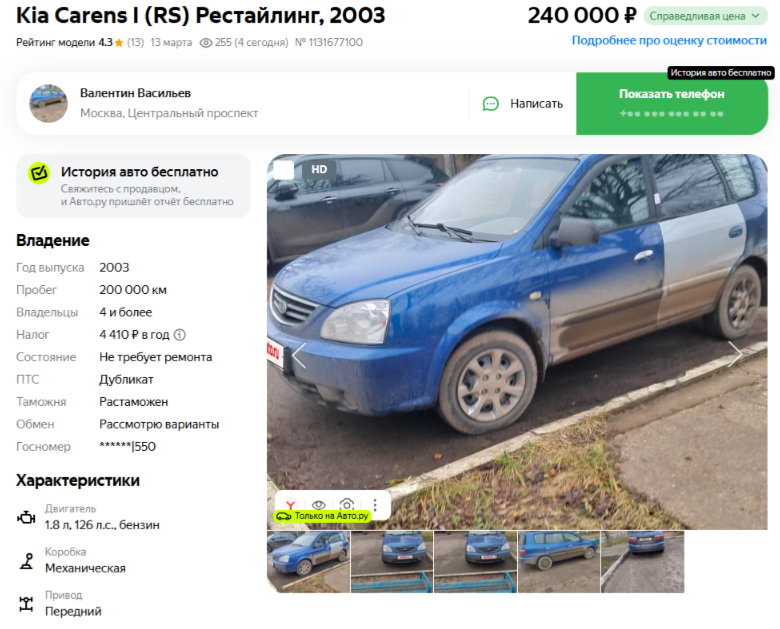 Kia Carens I (RS) Рестайлинг, 2003
240 000 ₽
Справедливая цена
Рейтинг модели 4.3 ★ (13) 13 марта 255 (4 сегодня) № 1131677100
Подробнее про оценку стоимости
История авто бесплатно
Валентин Васильев
Москва, Центральный проспект
Написать
Показать телефон
+•• ••• ••• •• ••
История авто бесплатно
Свяжитесь с продавцом,
и Авто.ру пришлёт отчёт бесплатно
HD
Владение
Год выпуска 2003
Пробег 200 000 км
Владельцы 4 и более
Налог 4 410 ₽ в год
Состояние Не требует ремонта
ПТС Дубликат
Таможня Растаможен
Обмен Рассмотрю варианты
Госномер ******|550
Характеристики
Двигатель
1.8 л, 126 л.с., бензин
Коробка
Механическая
Привод
Передний
Только на Авто.ру